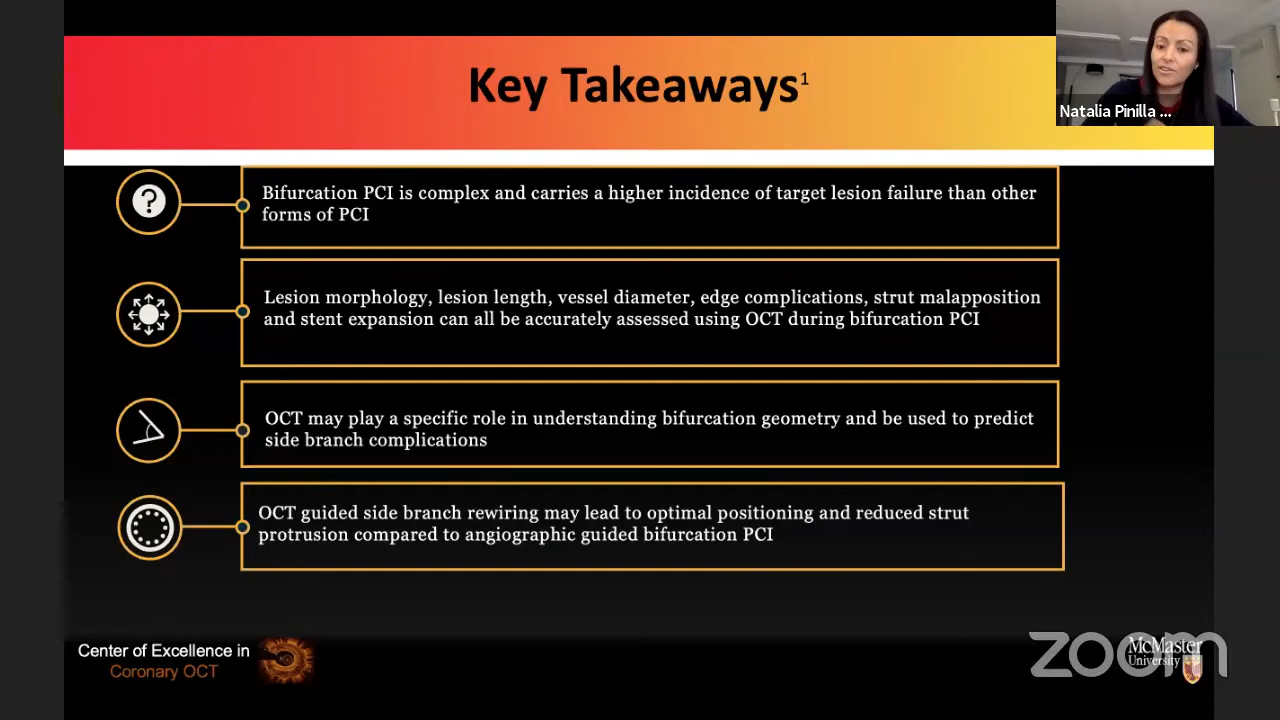 Key Takeaways1
Natalia Pinilla ...
Bifurcation PCI is complex and carries a higher incidence of target lesion failure than other
forms of PCI
Lesion morphology, lesion length, vessel diameter, edge complications, strut malapposition
and stent expansion can all be accurately assessed using OCT during bifurcation PCI
OCT may play a specific role in understanding bifurcation geometry and be used to predict
side branch complications
OCT guided side branch rewiring may lead to optimal positioning and reduced strut
protrusion compared to angiographic guided bifurcation PCI
Center of Excellence in
Coronary OCT
zoom
McMaster
University